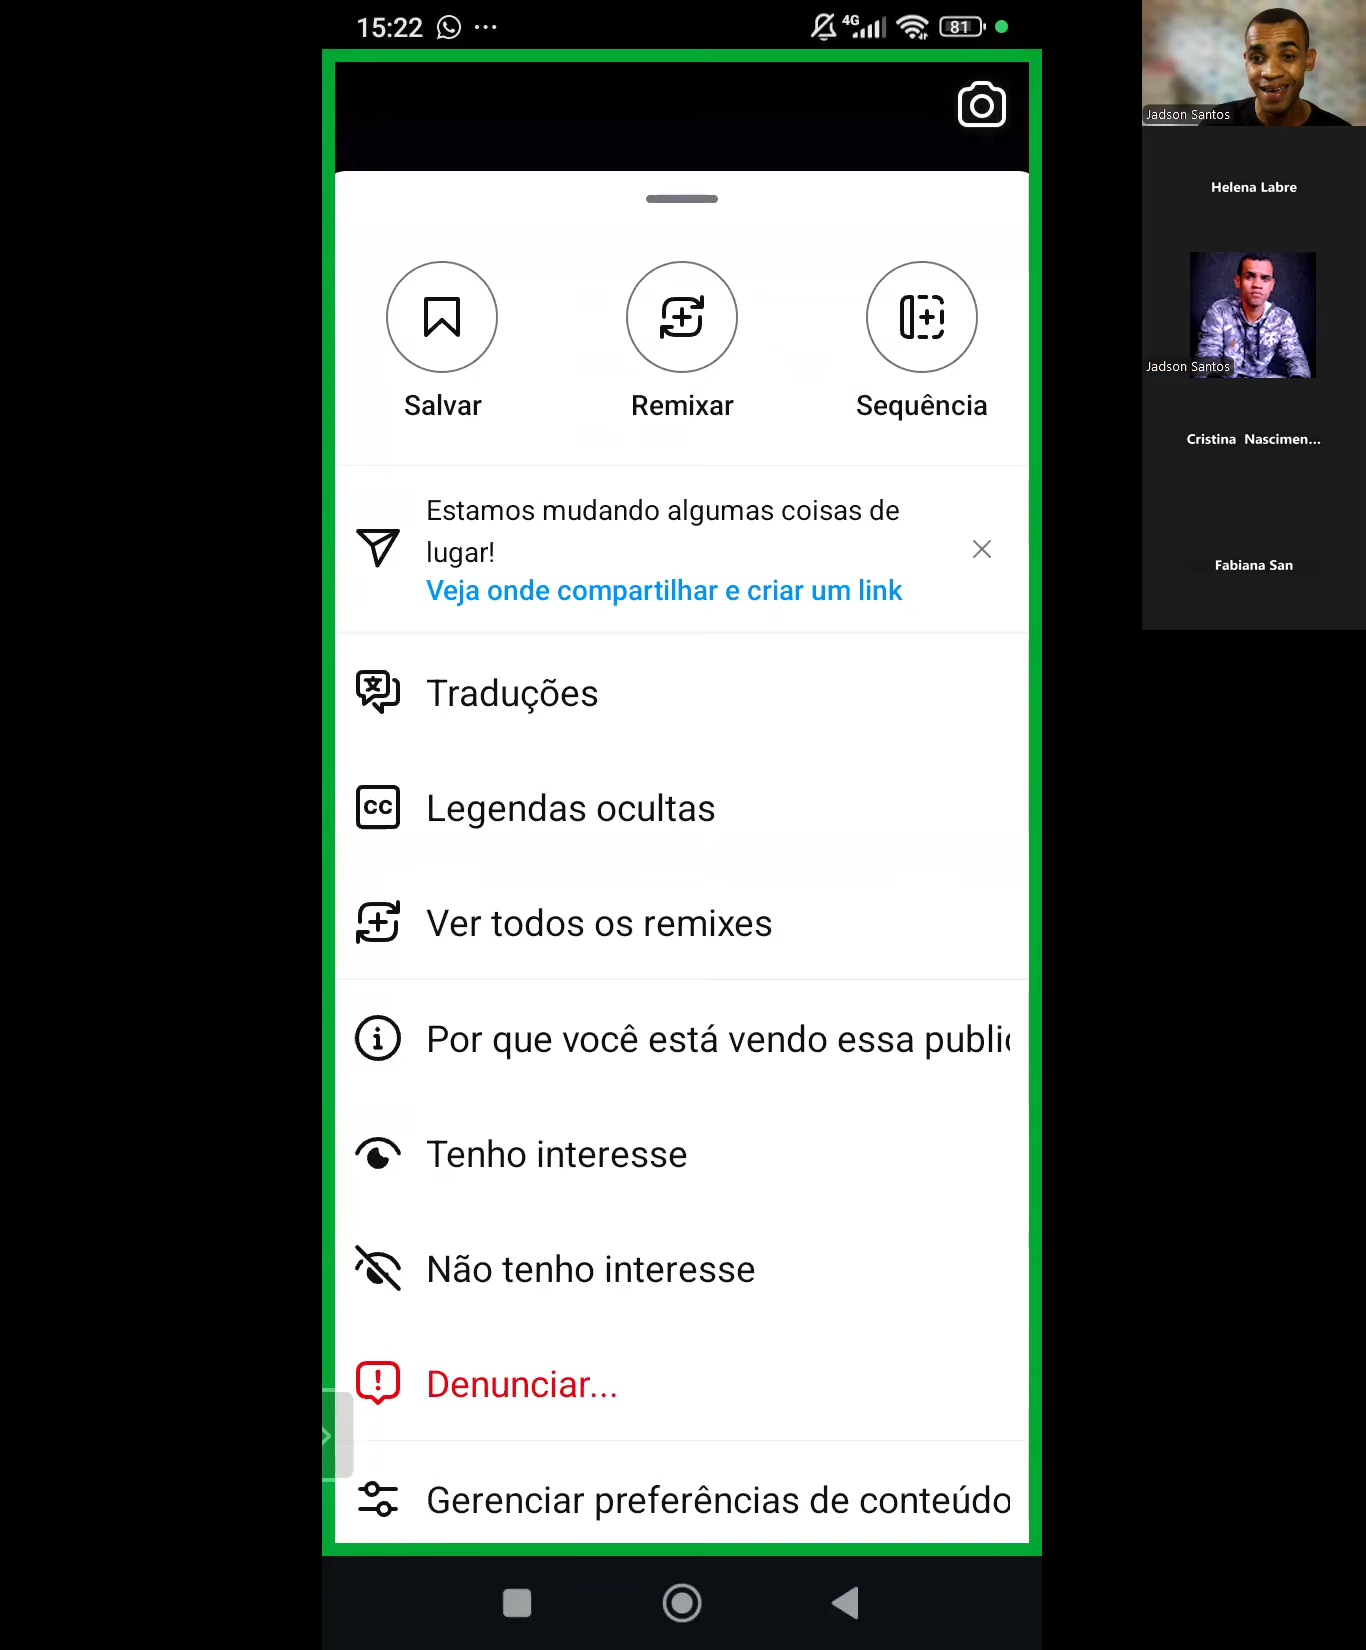 15:22
4G
81
Salvar
Remixar
Sequência
Estamos mudando algumas coisas de
lugar!
Veja onde compartilhar e criar um link
Traduções
CC
Legendas ocultas
Ver todos os remixes
Por que você está vendo essa public
Tenho interesse
Não tenho interesse
Denunciar...
Gerenciar preferências de conteúdo
Jadson Santos
Helena Labre
Jadson Santos
Cristina Nascimen...
Fabiana San